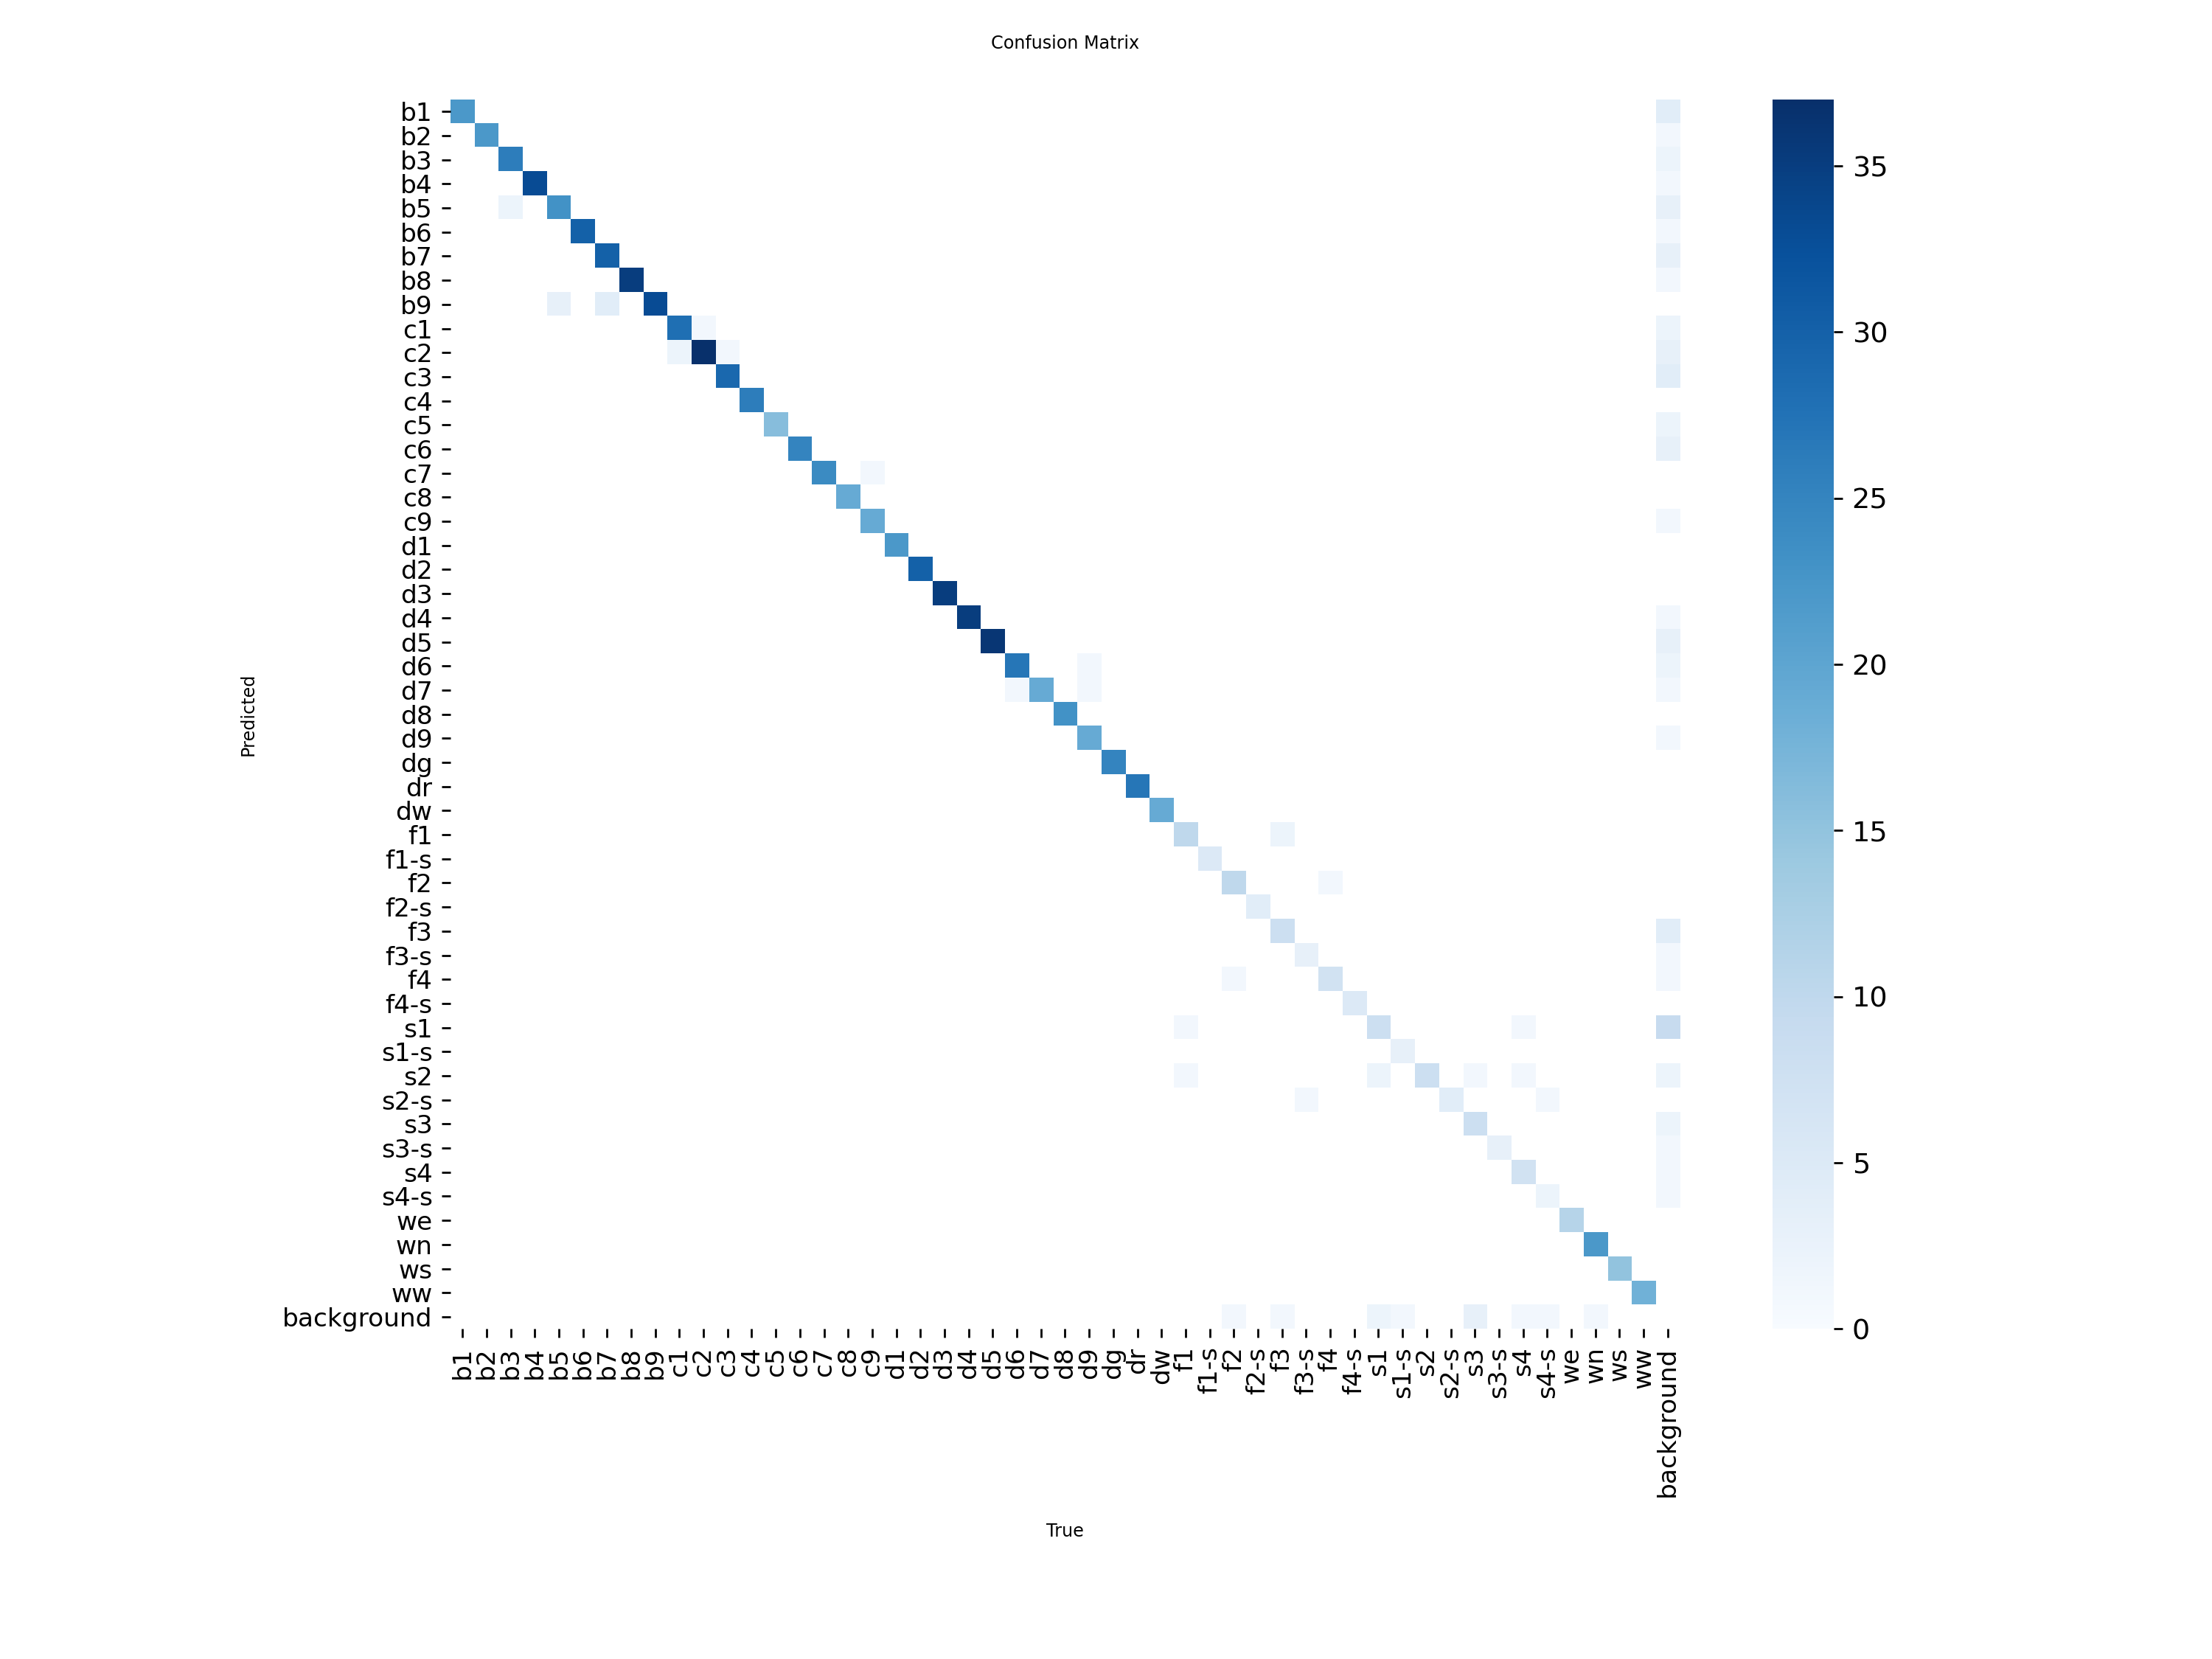 Confusion Matrix
b1
b2
b3
b4
b5
b6
b7
b8
b9
c1
c2
c3
c4
c5
c6
c7
c8
c9
d1
d2
d3
d4
d5
d6
d7
d8
d9
dg
dr
dw
f1
f1-s
f2
f2-s
f3
f3-s
f4
f4-s
s1
s1-s
s2
s2-s
s3
s3-s
s4
s4-s
we
wn
ws
ww
background
Predicted
b1 b2 b3 b4 b5 b6 b7 b8 b9 c1 c2 c3 c4 c5 c6 c7 c8 c9 d1 d2 d3 d4 d5 d6 d7 d8 d9 dg dr dw f1 f1-s f2 f2-s f3 f3-s f4 f4-s s1 s1-s s2 s2-s s3 s3-s s4 s4-s we wn ws ww background
True
35
30
25
20
15
10
5
0